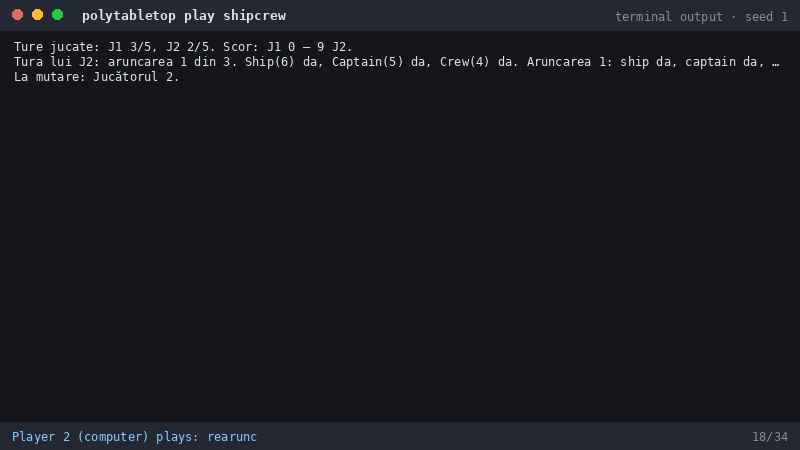 polytabletop play shipcrew
terminal output · seed 1
Ture jucate: J1 3/5, J2 2/5. Scor: J1 0 — 9 J2.
Tura lui J2: aruncarea 1 din 3. Ship(6) da, Captain(5) da, Crew(4) da. Aruncarea 1: ship da, captain da, …
La mutare: Jucătorul 2.
Player 2 (computer) plays: rearunc
18/34